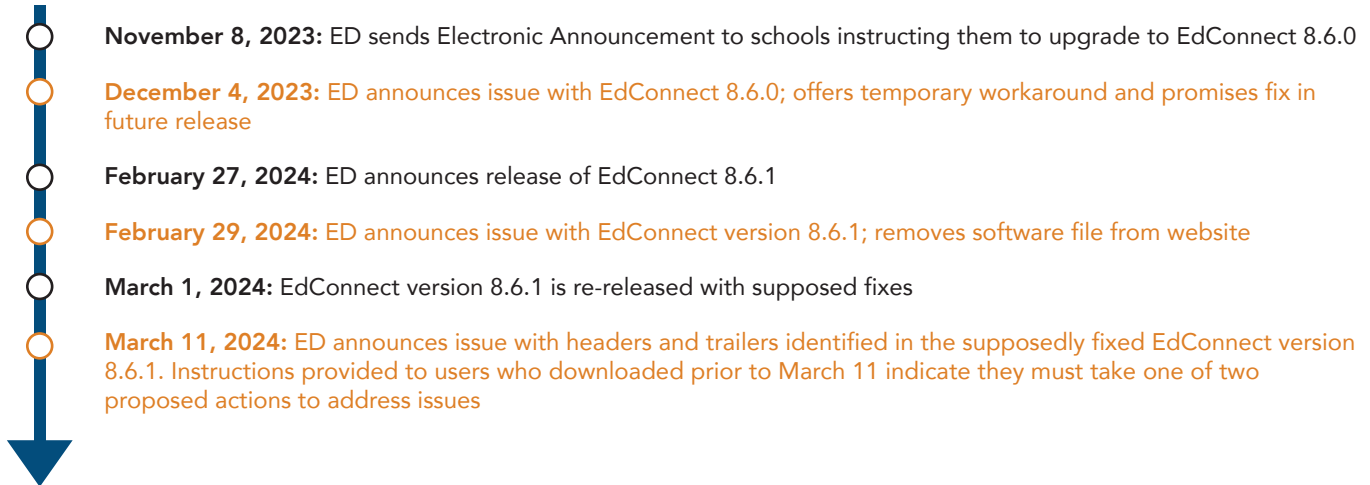 November 8, 2023: ED sends Electronic Announcement to schools instructing them to upgrade to EdConnect 8.6.0
December 4, 2023: ED announces issue with EdConnect 8.6.0; offers temporary workaround and promises fix in
future release
February 27, 2024: ED announces release of EdConnect 8.6.1
February 29, 2024: ED announces issue with EdConnect version 8.6.1; removes software file from website
March 1, 2024: EdConnect version 8.6.1 is re-released with supposed fixes
March 11, 2024: ED announces issue with headers and trailers identified in the supposedly fixed EdConnect version
8.6.1. Instructions provided to users who downloaded prior to March 11 indicate they must take one of two
proposed actions to address issues